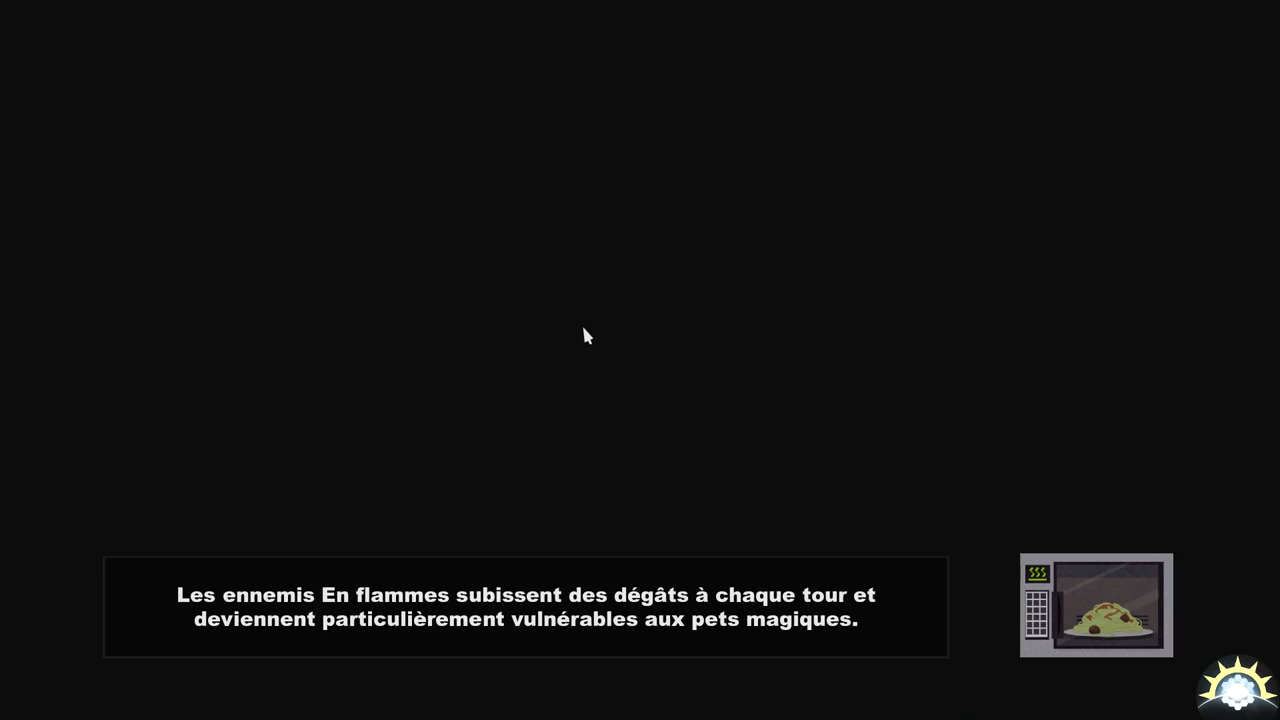 Les ennemis En flammes subissent des dégâts à chaque tour et
deviennent particulièrement vulnérables aux pets magiques.